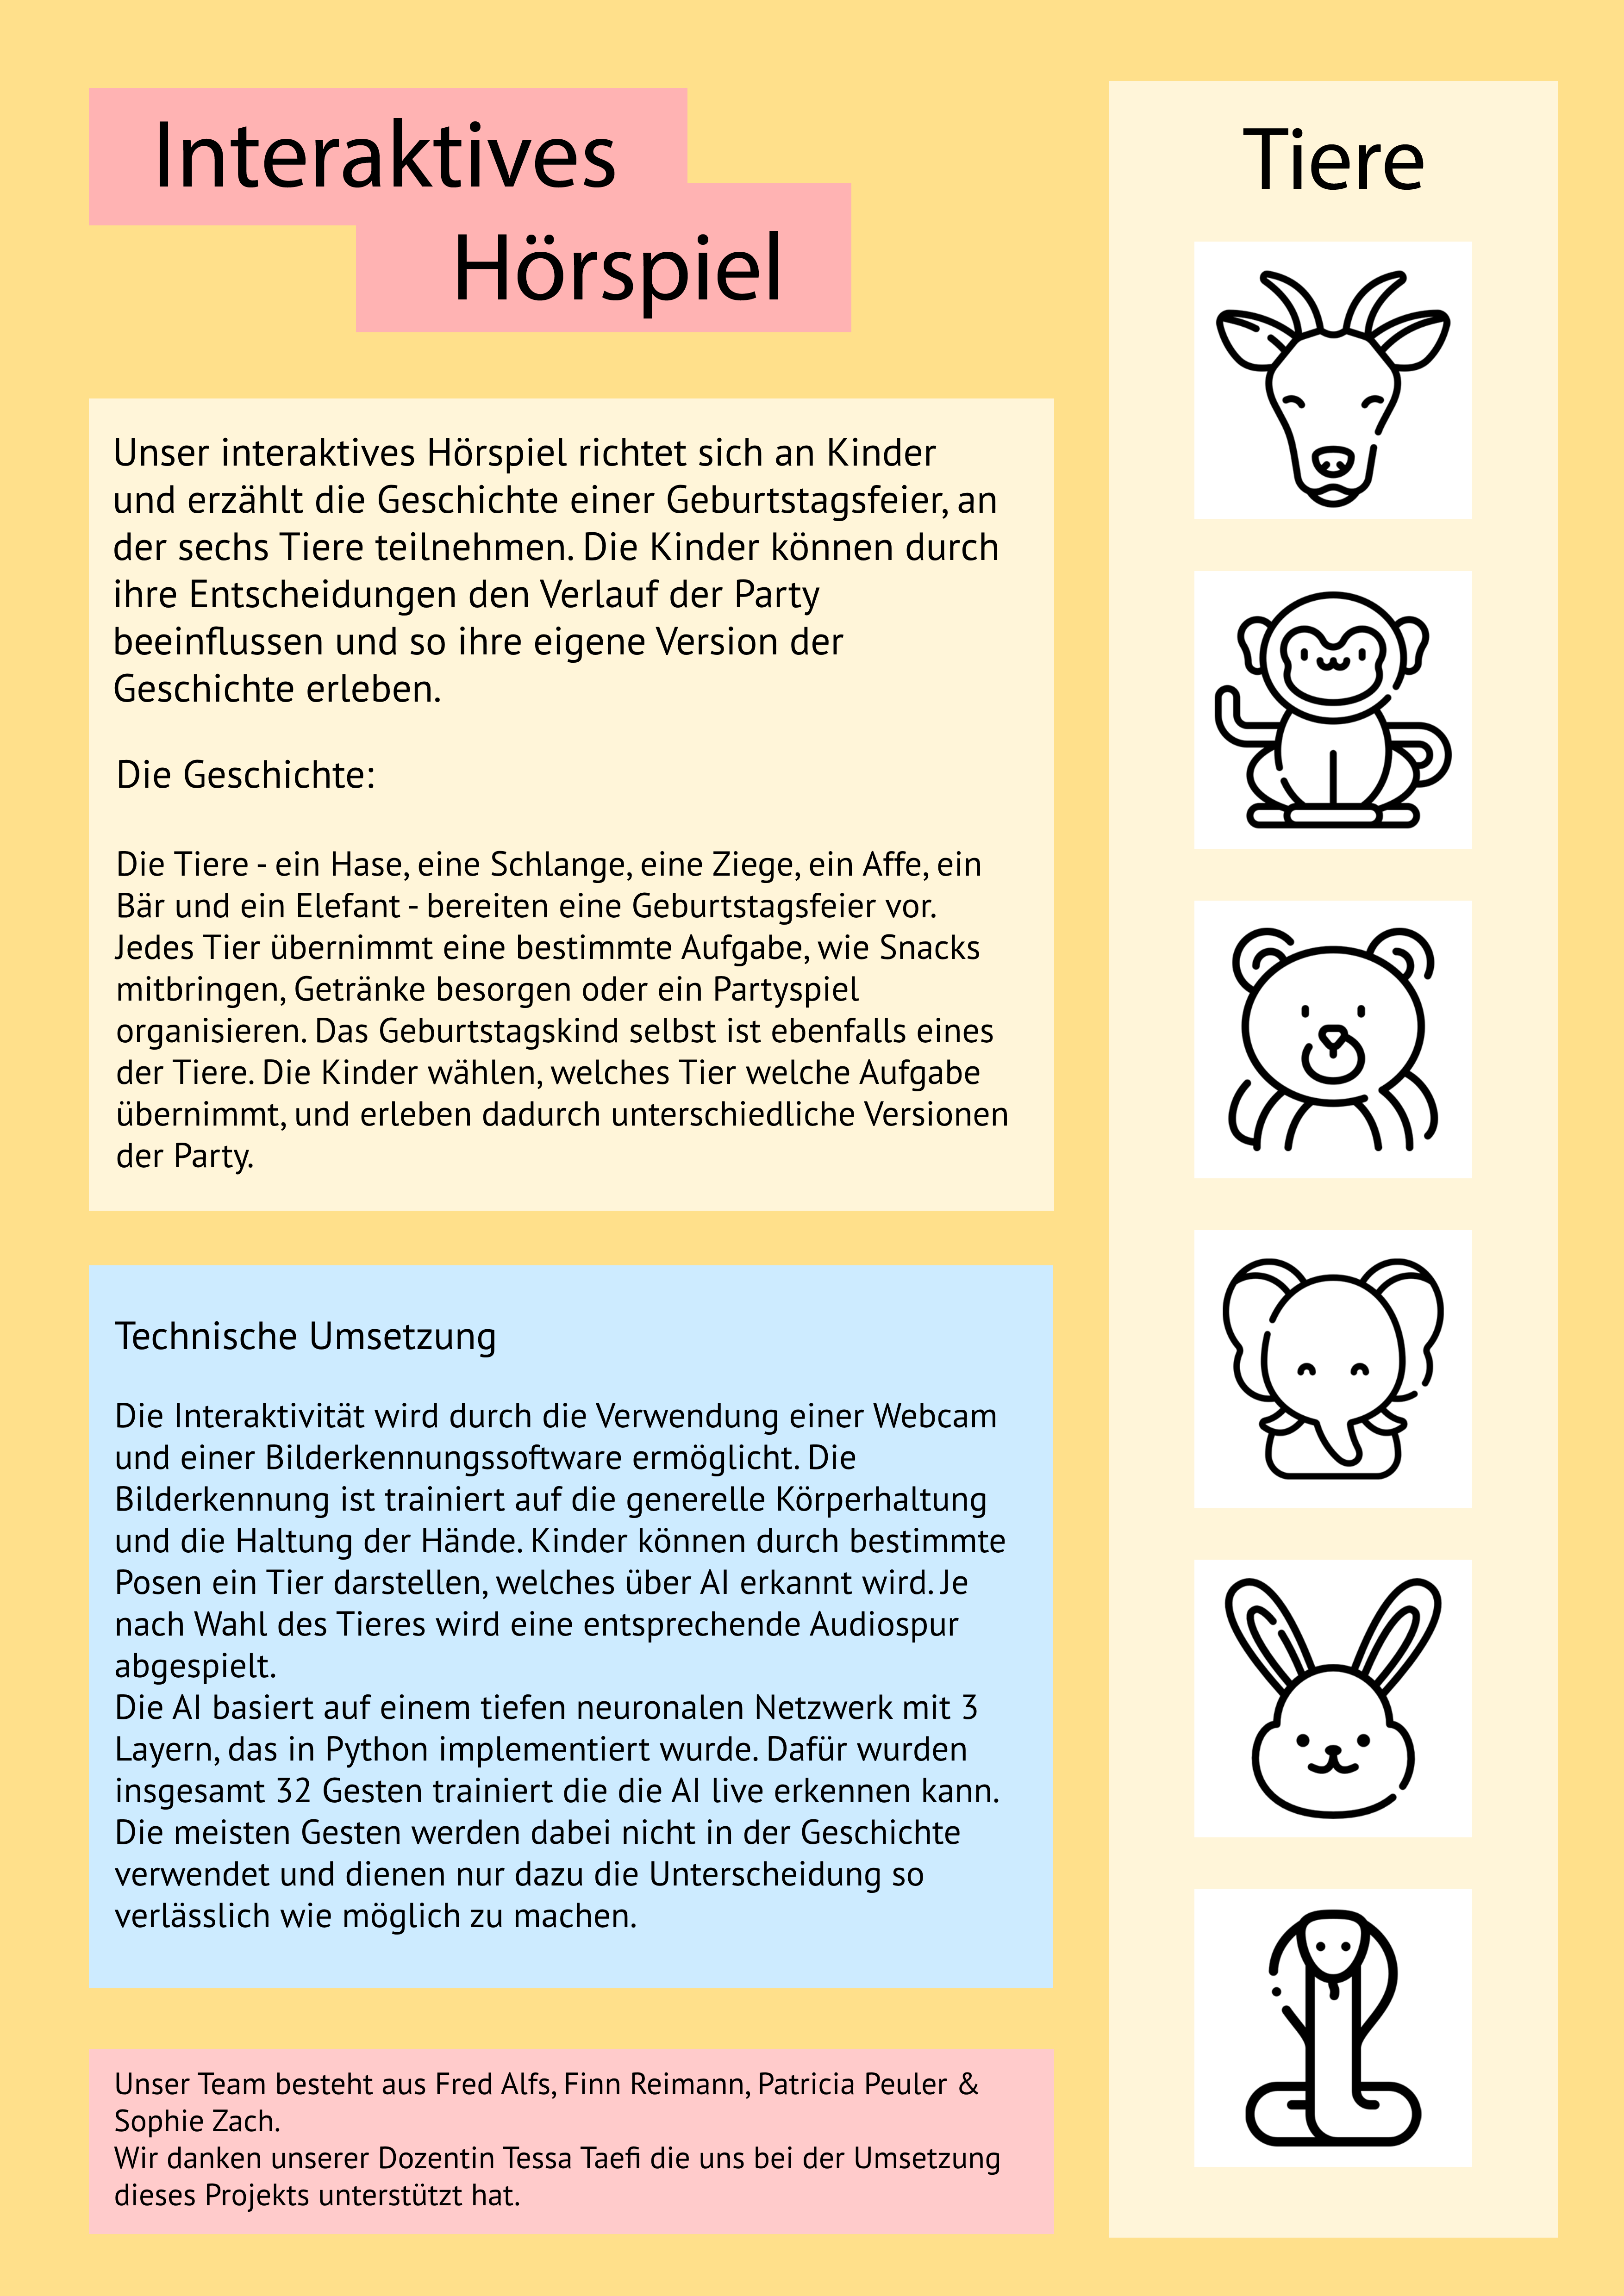 Interaktives
Hörspiel
Unser interaktives Hörspiel richtet sich an Kinder
und erzählt die Geschichte einer Geburtstagsfeier, an
der sechs Tiere teilnehmen. Die Kinder können durch
ihre Entscheidungen den Verlauf der Party
beeinflussen und so ihre eigene Version der
Geschichte erleben.
Die Geschichte:
Die Tiere - ein Hase, eine Schlange, eine Ziege, ein Affe, ein
Bär und ein Elefant - bereiten eine Geburtstagsfeier vor.
Jedes Tier übernimmt eine bestimmte Aufgabe, wie Snacks
mitbringen, Getränke besorgen oder ein Partyspiel
organisieren. Das Geburtstagskind selbst ist ebenfalls eines
der Tiere. Die Kinder wählen, welches Tier welche Aufgabe
übernimmt, und erleben dadurch unterschiedliche Versionen
der Party.
Technische Umsetzung
Die Interaktivität wird durch die Verwendung einer Webcam
und einer Bilderkennungssoftware ermöglicht. Die
Bilderkennung ist trainiert auf die generelle Körperhaltung
und die Haltung der Hände. Kinder können durch bestimmte
Posen ein Tier darstellen, welches über AI erkannt wird. Je
nach Wahl des Tieres wird eine entsprechende Audiospur
abgespielt.
Die AI basiert auf einem tiefen neuronalen Netzwerk mit 3
Layern, das in Python implementiert wurde. Dafür wurden
insgesamt 32 Gesten trainiert die die AI live erkennen kann.
Die meisten Gesten werden dabei nicht in der Geschichte
verwendet und dienen nur dazu die Unterscheidung so
verlässlich wie möglich zu machen.
Unser Team besteht aus Fred Alfs, Finn Reimann, Patricia Peuler &
Sophie Zach.
Wir danken unserer Dozentin Tessa Taefi die uns bei der Umsetzung
dieses Projekts unterstützt hat.
Tiere